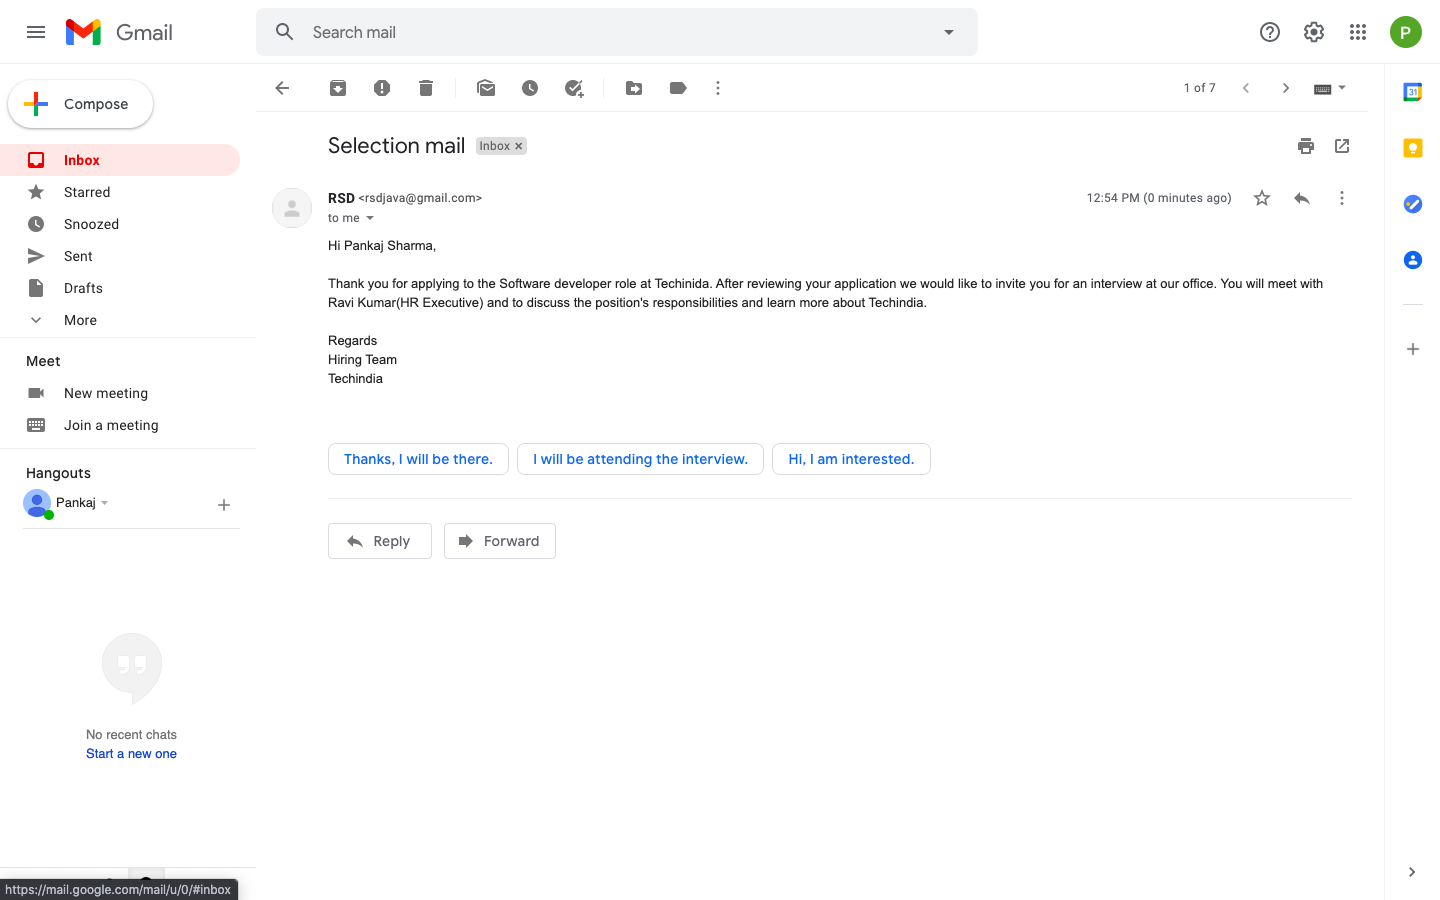 Gmail
Search mail
P
Compose
1 of 7
31
Inbox
Starred
Snoozed
Sent
Drafts
More
Meet
New meeting
Join a meeting
Hangouts
Pankaj
No recent chats
Start a new one
Selection mail
Inbox ×
RSD <rsdjava@gmail.com>
12:54 PM (0 minutes ago)
to me
Hi Pankaj Sharma,
Thank you for applying to the Software developer role at Techinida. After reviewing your application we would like to invite you for an interview at our office. You will meet with
Ravi Kumar(HR Executive) and to discuss the position's responsibilities and learn more about Techindia.
Regards
Hiring Team
Techindia
Thanks, I will be there.
I will be attending the interview.
Hi, I am interested.
Reply
Forward
https://mail.google.com/mail/u/0/#inbox